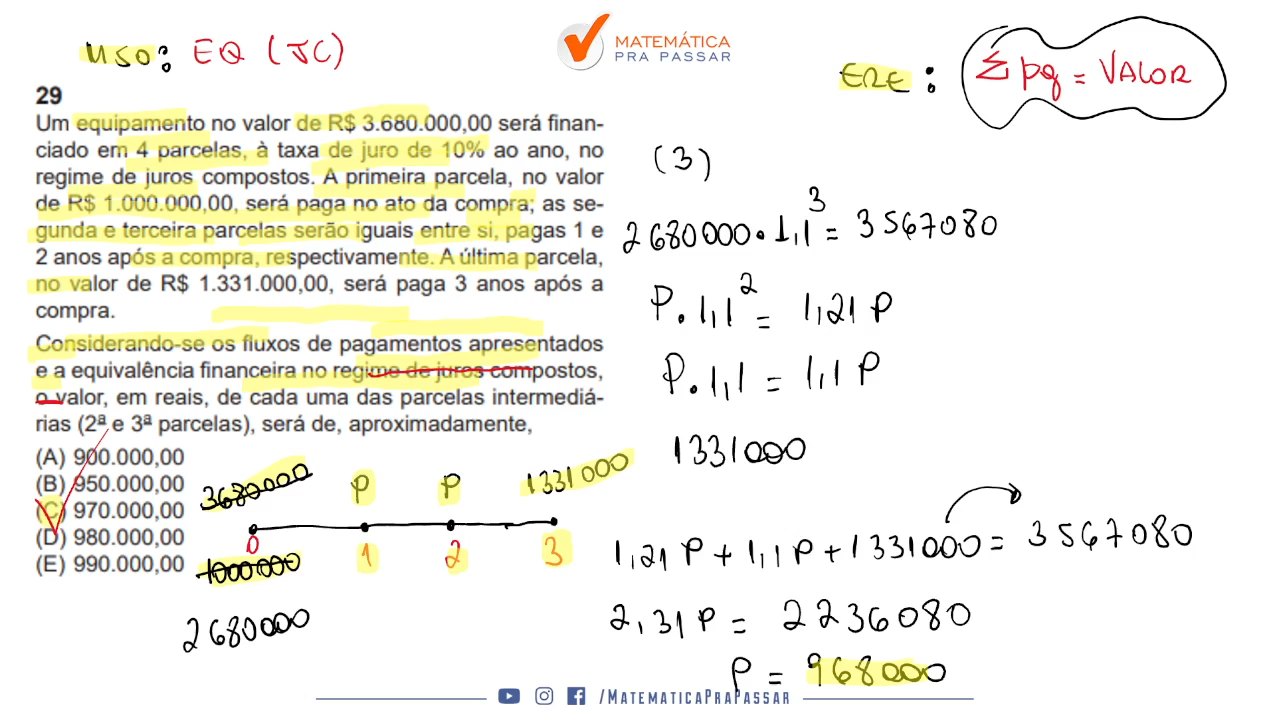 USO: EQ (JC)
MATEMÁTICA
PRA PASSAR
ERE: Σ pg = VALOR
29
Um equipamento no valor de R$ 3.680.000,00 será finan-
ciado em 4 parcelas, à taxa de juro de 10% ao ano, no
regime de juros compostos. A primeira parcela, no valor
de R$ 1.000.000,00, será paga no ato da compra; as se-
gunda e terceira parcelas serão iguais entre si, pagas 1 e
2 anos após a compra, respectivamente. A última parcela,
no valor de R$ 1.331.000,00, será paga 3 anos após a
compra.
Considerando-se os fluxos de pagamentos apresentados
e a equivalência financeira no regime de juros compostos,
o valor, em reais, de cada uma das parcelas intermediá-
rias (2ª e 3ª parcelas), será de, aproximadamente,
(A) 900.000,00
(B) 950.000,00
(C) 970.000,00
(D) 980.000,00
(E) 990.000,00
3680000 P P 1331000
0 1 2 3
1000000
2680000
(3)
2680000 . 1,1³ = 3567080
P . 1,1² = 1,21 P
P . 1,1 = 1,1 P
1331000
1,21 P + 1,1 P + 1331000 = 3567080
2,31 P = 2236080
P = 968000
/MATEMATICAPRAPASSAR